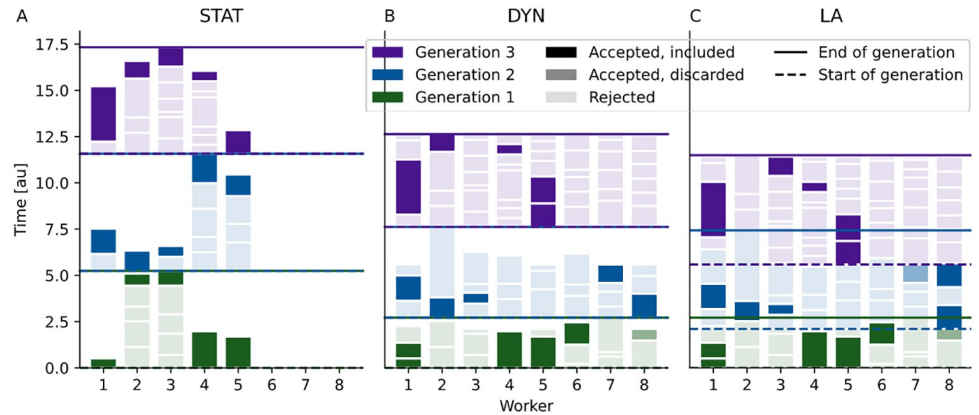 A STAT B DYN C LA
17.5
Generation 3 Accepted, included End of generation
Generation 2 Accepted, discarded Start of generation
Generation 1 Rejected
15.0
12.5
10.0
7.5
5.0
2.5
0.0
Time [au]
1 2 3 4 5 6 7 8 1 2 3 4 5 6 7 8 1 2 3 4 5 6 7 8
Worker